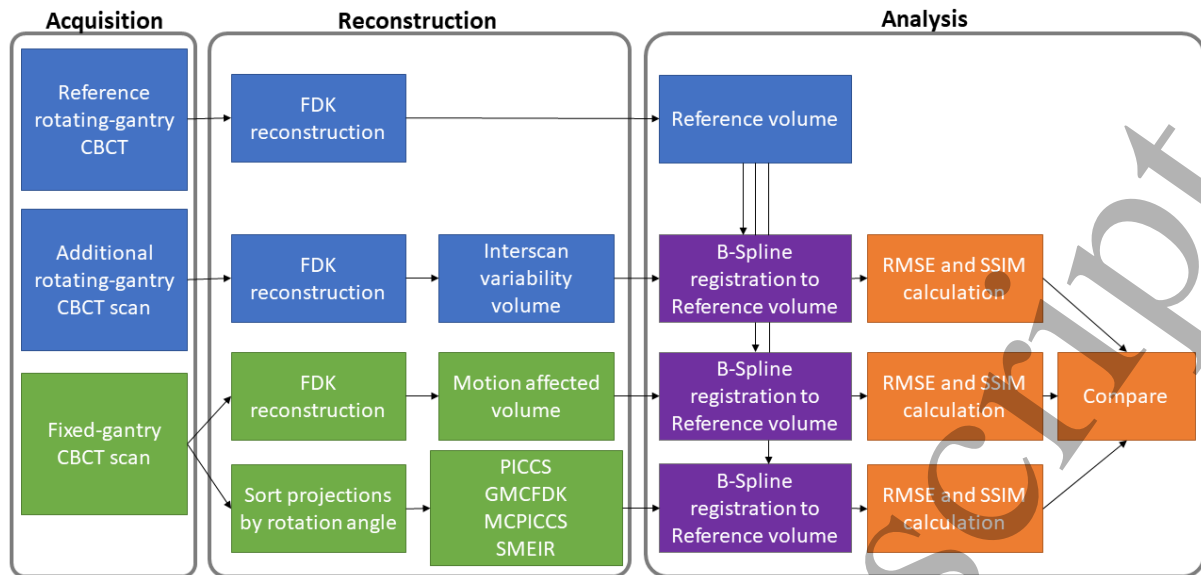 Acquisition
Reconstruction
Analysis
Reference
rotating-gantry
CBCT
FDK
reconstruction
Reference volume
Additional
rotating-gantry
CBCT scan
FDK
reconstruction
Interscan
variability
volume
B-Spline
registration to
Reference volume
RMSE and SSIM
calculation
Fixed-gantry
CBCT scan
FDK
reconstruction
Motion affected
volume
B-Spline
registration to
Reference volume
RMSE and SSIM
calculation
Compare
Sort projections
by rotation angle
PICCS
GMCFDK
MCPICCS
SMEIR
B-Spline
registration to
Reference volume
RMSE and SSIM
calculation
script